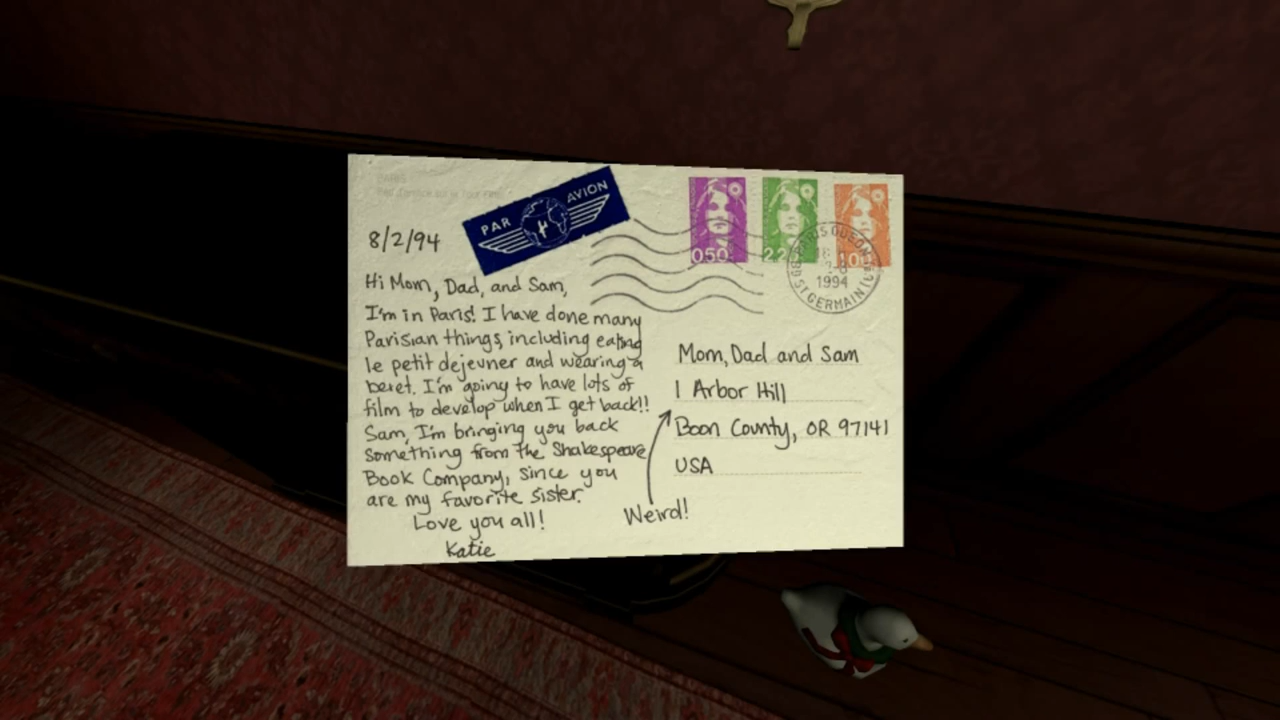 PAR AVION
8/2/94
Hi Mom, Dad, and Sam,
I'm in Paris! I have done many
Parisian things, including eating
le petit dejeuner and wearing a
beret. I'm going to have lots of
film to develop when I get back!!
Sam, I'm bringing you back
something from the Shakespeare
Book Company, since you
are my favorite sister.
Love you all!
Katie
0,50
2,2
1,0
PARIS ODEON
1994
ST GERMAIN
Mom, Dad and Sam
1 Arbor Hill
Boon County, OR 97141
USA
Weird!